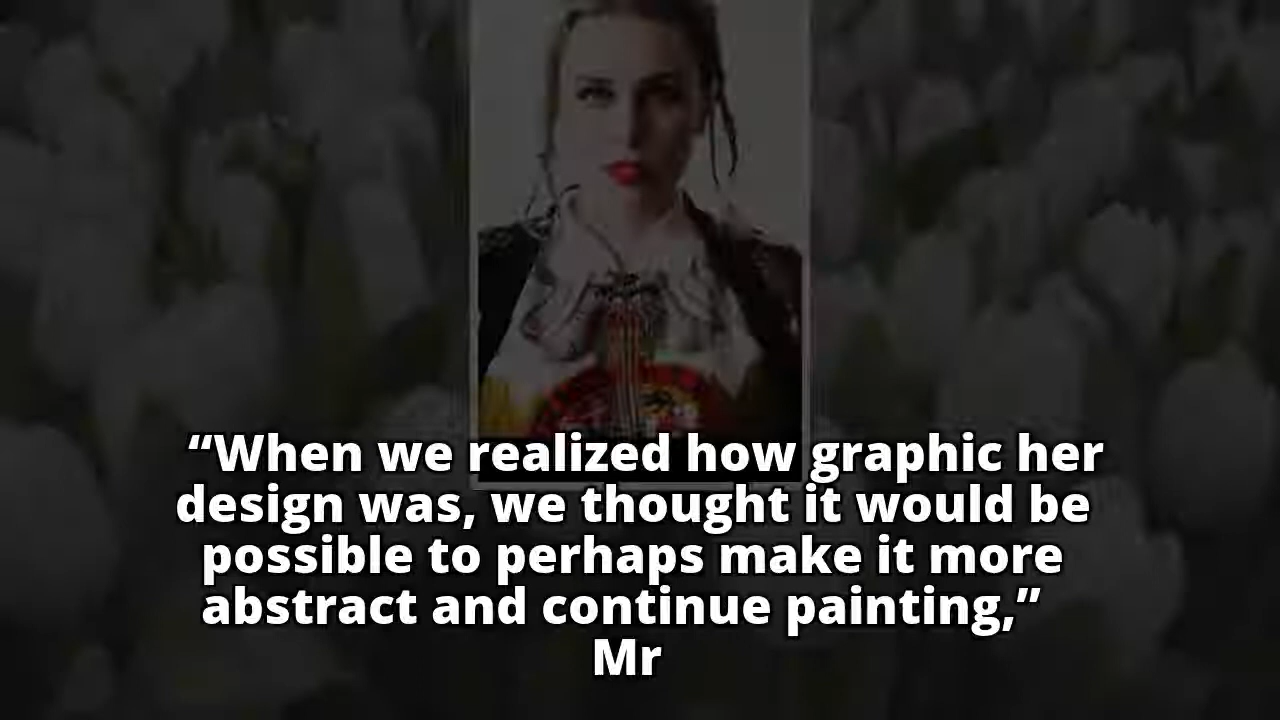 “When we realized how graphic her
design was, we thought it would be
possible to perhaps make it more
abstract and continue painting,”
Mr